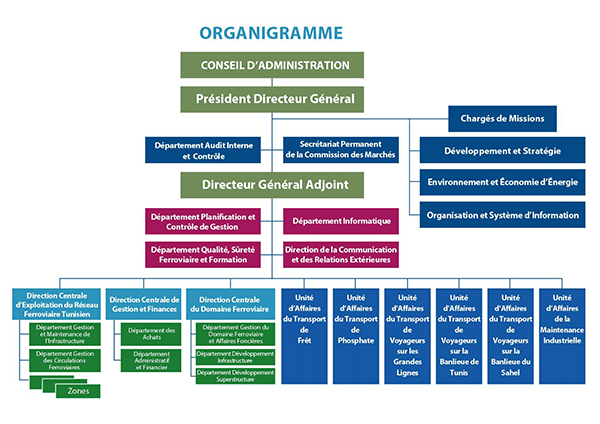 ORGANIGRAMME
CONSEIL D'ADMINISTRATION
Président Directeur Général
Chargés de Missions
Département Audit Interne
et Contrôle
Secrétariat Permanent
de la Commission des Marchés
Développement et Stratégie
Directeur Général Adjoint
Environnement et Économie d'Énergie
Organisation et Système d'Information
Département Planification et
Contrôle de Gestion
Département Informatique
Département Qualité, Sûreté
Ferroviaire et Formation
Direction de la Communication
et des Relations Extérieures
Direction Centrale
d'Exploitation du Réseau
Ferroviaire Tunisien
Département Gestion
et Maintenance de
l'Infrastructure
Département Gestion
des Circulations
Ferroviaires
Zones
Direction Centrale de
Gestion et Finances
Département des
Achats
Département
Administratif
et Financier
Direction Centrale
du Domaine Ferroviaire
Département Gestion du
Domaine Ferroviaire
et Affaires Foncières
Département Développement
Infrastructure
Département Développement
Superstructure
Unité
d'Affaires
du Transport
de
Frêt
Unité
d'Affaires
du Transport
de
Phosphate
Unité
d'Affaires
du Transport
de
Voyageurs
sur les
Grandes
Lignes
Unité
d'Affaires
du Transport
de
Voyageurs
sur la
Banlieue de
Tunis
Unité
d'Affaires
du Transport
de
Voyageurs
sur la
Banlieue du
Sahel
Unité
d'Affaires
de la
Maintenance
Industrielle